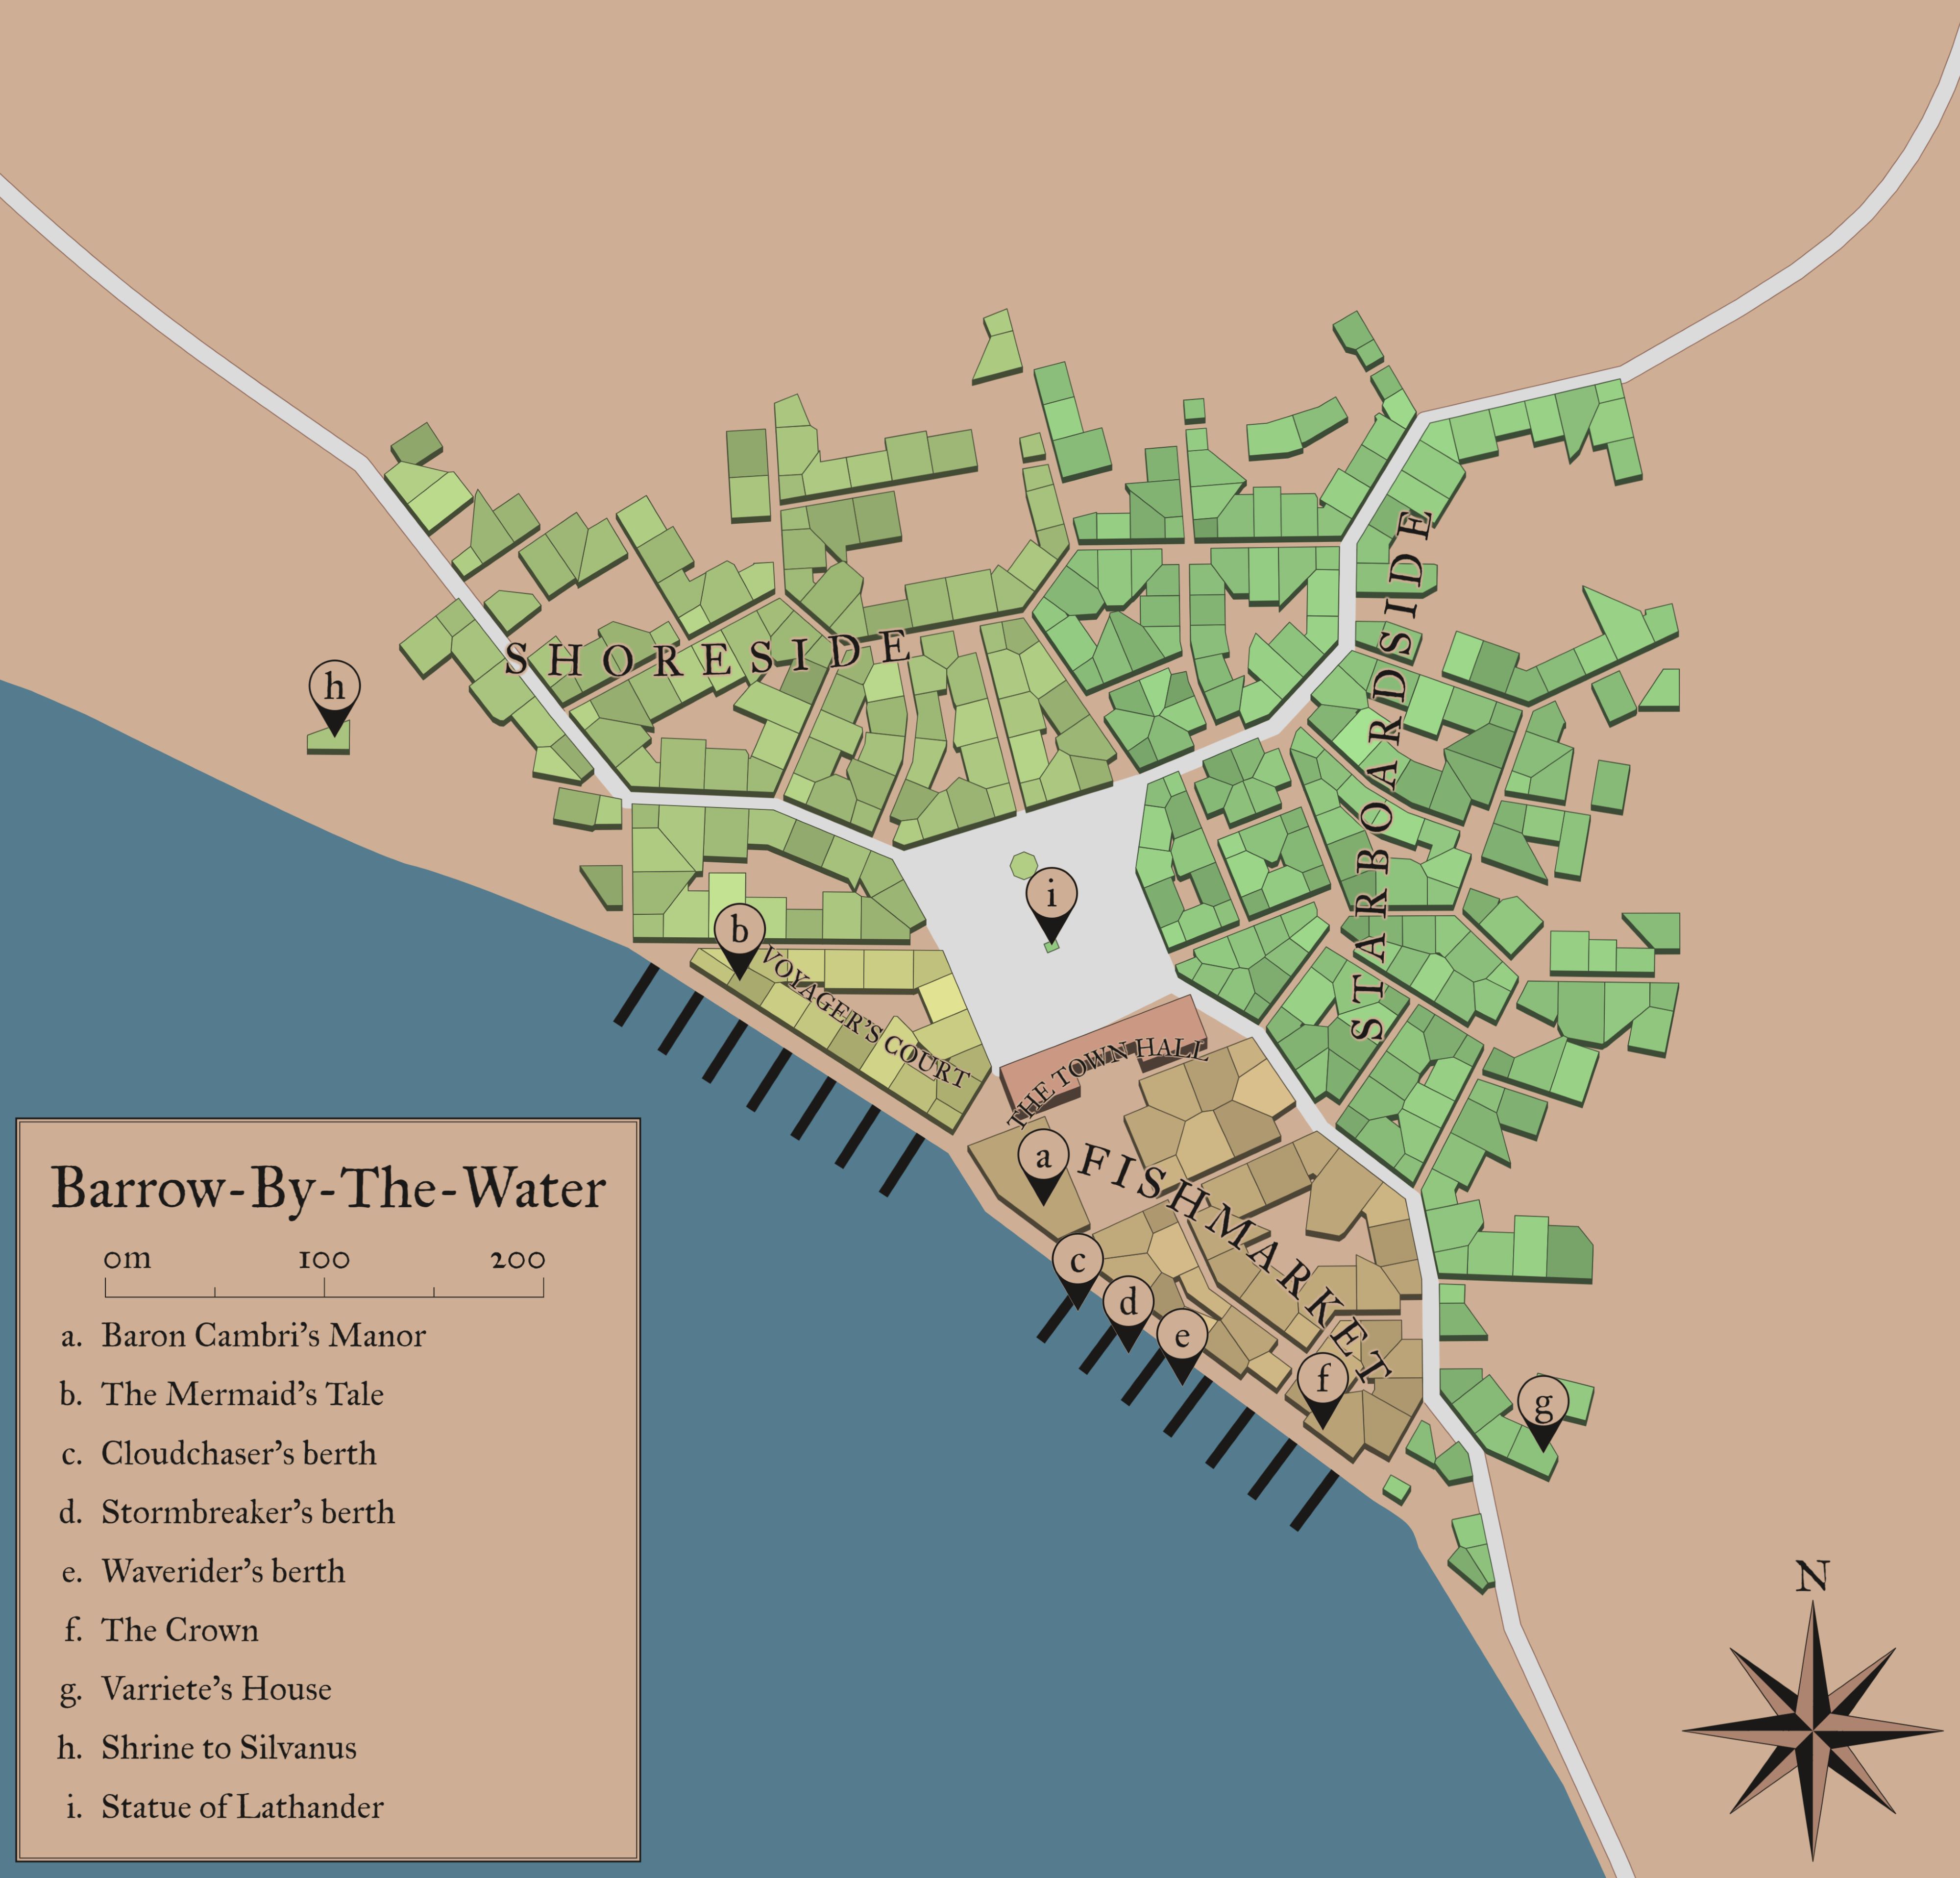 SHORESIDE
STARBOARDSIDE
h
i
b
VOYAGER'S COURT
THE TOWN HALL
a
FISHMARKET
c
d
e
f
g
Barrow-By-The-Water
0m 100 200
a. Baron Cambri's Manor
b. The Mermaid's Tale
c. Cloudchaser's berth
d. Stormbreaker's berth
e. Waverider's berth
f. The Crown
g. Varriete's House
h. Shrine to Silvanus
i. Statue of Lathander
N